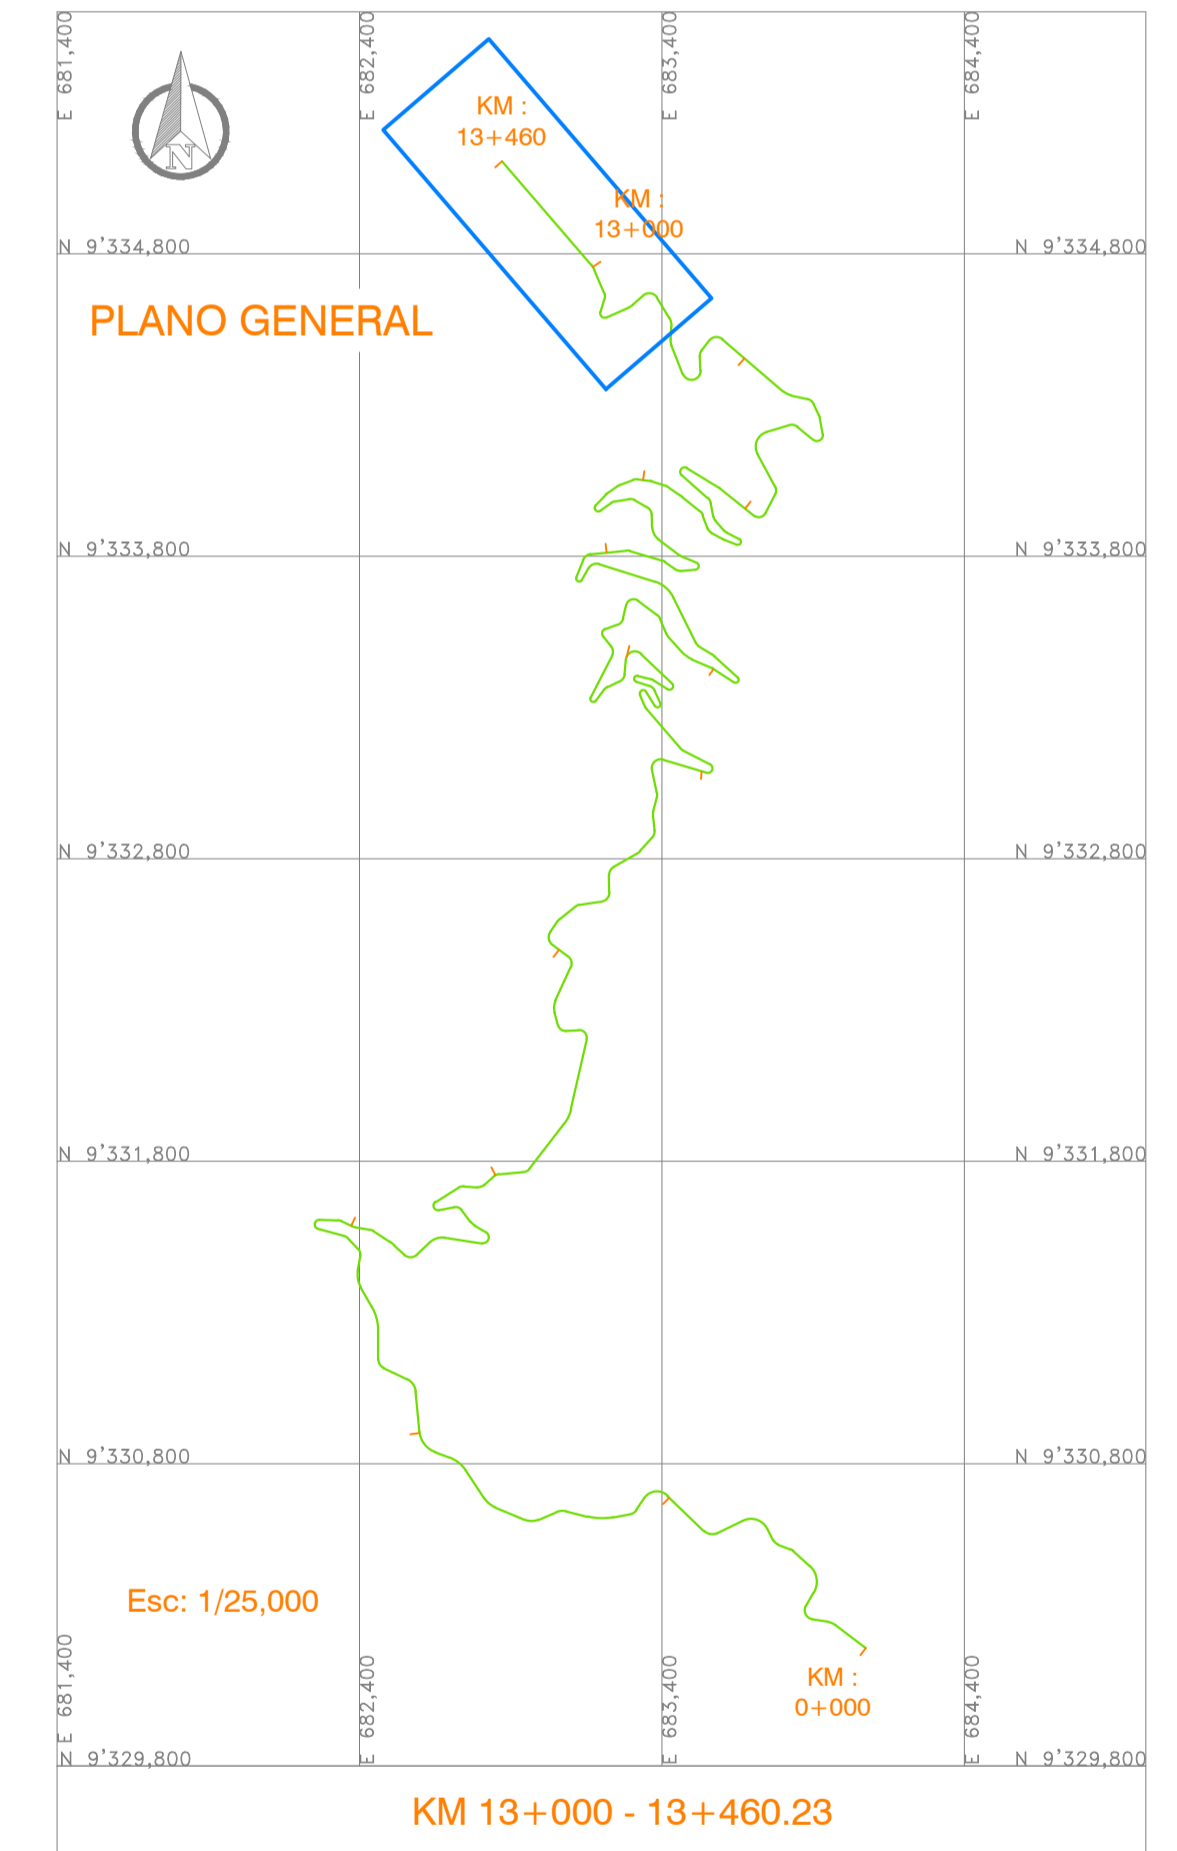 E 681,400
E 682,400
E 683,400
E 684,400
N
KM :
13+460
KM :
13+000
N 9'334,800
N 9'334,800
PLANO GENERAL
N 9'333,800
N 9'333,800
N 9'332,800
N 9'332,800
N 9'331,800
N 9'331,800
N 9'330,800
N 9'330,800
Esc: 1/25,000
KM :
0+000
E 681,400
E 682,400
E 683,400
E 684,400
N 9'329,800
N 9'329,800
KM 13+000 - 13+460.23